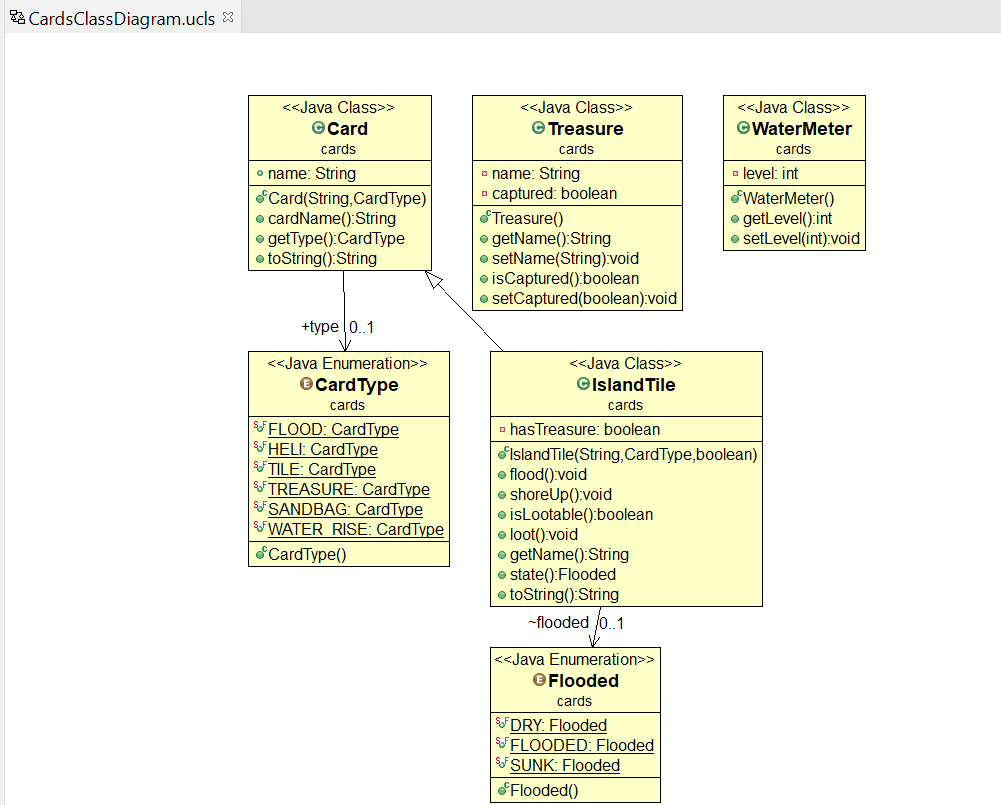 CardsClassDiagram.ucls
<<Java Class>>
Card
cards
name: String
Card(String,CardType)
cardName():String
getType():CardType
toString():String
<<Java Class>>
Treasure
cards
name: String
captured: boolean
Treasure()
getName():String
setName(String):void
isCaptured():boolean
setCaptured(boolean):void
<<Java Class>>
WaterMeter
cards
level: int
WaterMeter()
getLevel():int
setLevel(int):void
+type 0..1
<<Java Enumeration>>
CardType
cards
FLOOD: CardType
HELI: CardType
TILE: CardType
TREASURE: CardType
SANDBAG: CardType
WATER_RISE: CardType
CardType()
<<Java Class>>
IslandTile
cards
hasTreasure: boolean
IslandTile(String,CardType,boolean)
flood():void
shoreUp():void
isLootable():boolean
loot():void
getName():String
state():Flooded
toString():String
~flooded 0..1
<<Java Enumeration>>
Flooded
cards
DRY: Flooded
FLOODED: Flooded
SUNK: Flooded
Flooded()